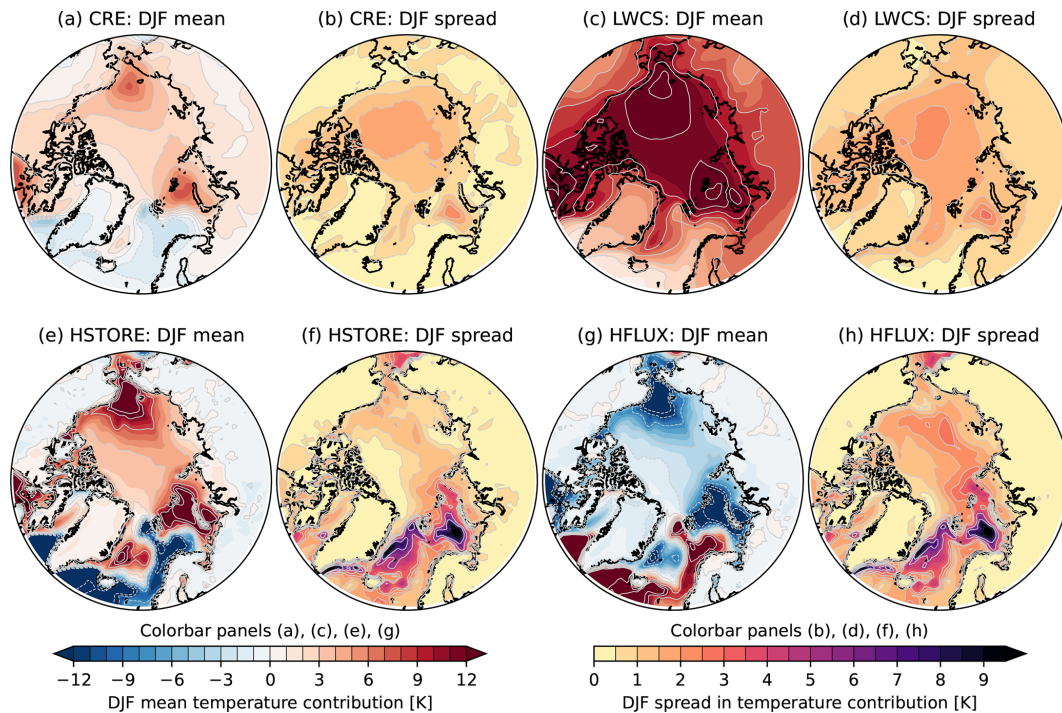 (a) CRE: DJF mean
(b) CRE: DJF spread
(c) LWCS: DJF mean
(d) LWCS: DJF spread
(e) HSTORE: DJF mean
(f) HSTORE: DJF spread
(g) HFLUX: DJF mean
(h) HFLUX: DJF spread
Colorbar panels (a), (c), (e), (g)
−12 −9 −6 −3 0 3 6 9 12
DJF mean temperature contribution [K]
Colorbar panels (b), (d), (f), (h)
0 1 2 3 4 5 6 7 8 9
DJF spread in temperature contribution [K]